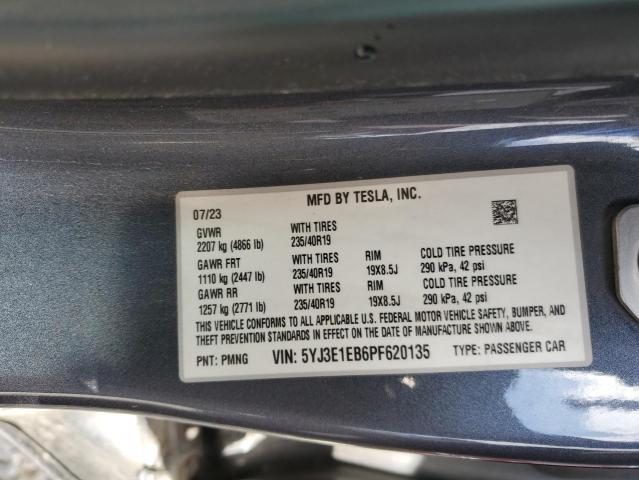 MFD BY TESLA, INC.
07/23
GVWR WITH TIRES
2207 kg (4866 lb) 235/40R19
GAWR FRT WITH TIRES RIM COLD TIRE PRESSURE
1110 kg (2447 lb) 235/40R19 19X8.5J 290 kPa, 42 psi
GAWR RR WITH TIRES RIM COLD TIRE PRESSURE
1257 kg (2771 lb) 235/40R19 19X8.5J 290 kPa, 42 psi
THIS VEHICLE CONFORMS TO ALL APPLICABLE U.S. FEDERAL MOTOR VEHICLE SAFETY, BUMPER, AND
THEFT PREVENTION STANDARDS IN EFFECT ON THE DATE OF MANUFACTURE SHOWN ABOVE.
PNT: PMNG VIN: 5YJ3E1EB6PF620135 TYPE: PASSENGER CAR